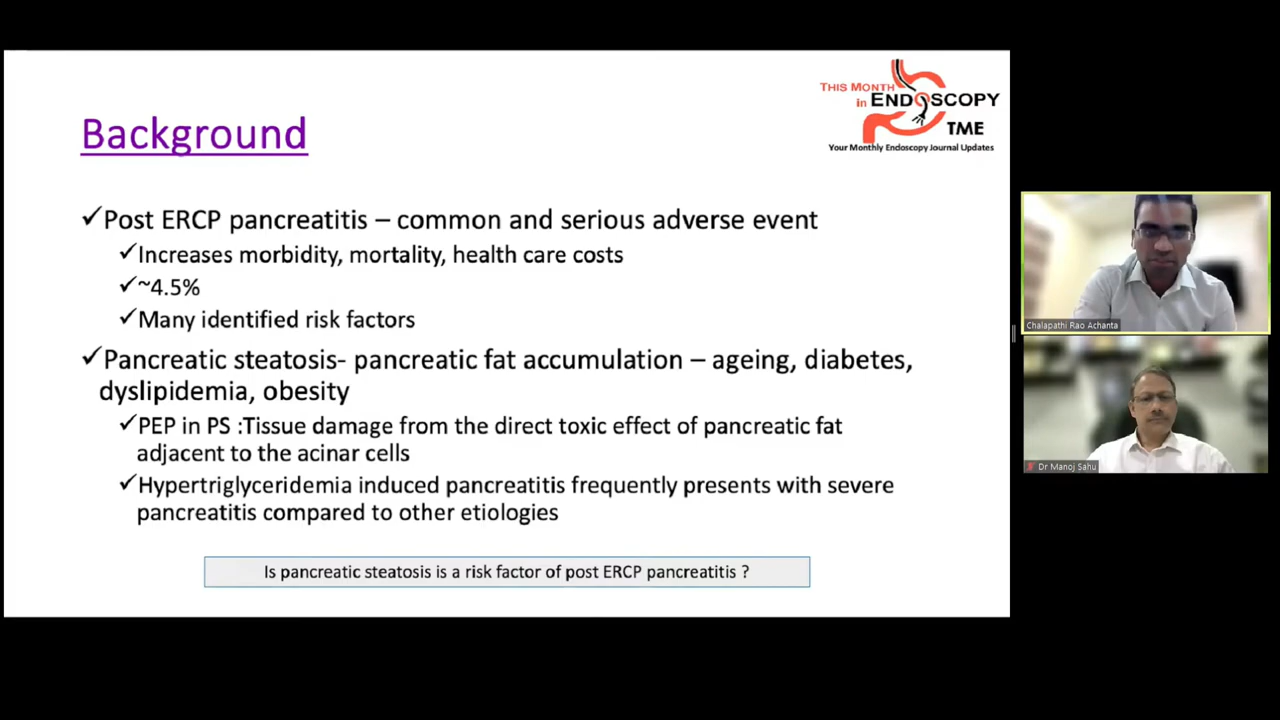 THIS MONTH
in ENDOSCOPY
TME
Your Monthly Endoscopy Journal Updates
Background
✓Post ERCP pancreatitis – common and serious adverse event
✓Increases morbidity, mortality, health care costs
✓~4.5%
✓Many identified risk factors
✓Pancreatic steatosis- pancreatic fat accumulation – ageing, diabetes,
dyslipidemia, obesity
✓PEP in PS :Tissue damage from the direct toxic effect of pancreatic fat
adjacent to the acinar cells
✓Hypertriglyceridemia induced pancreatitis frequently presents with severe
pancreatitis compared to other etiologies
Is pancreatic steatosis is a risk factor of post ERCP pancreatitis ?
Chalapathi Rao Achanta
Dr Manoj Sahu